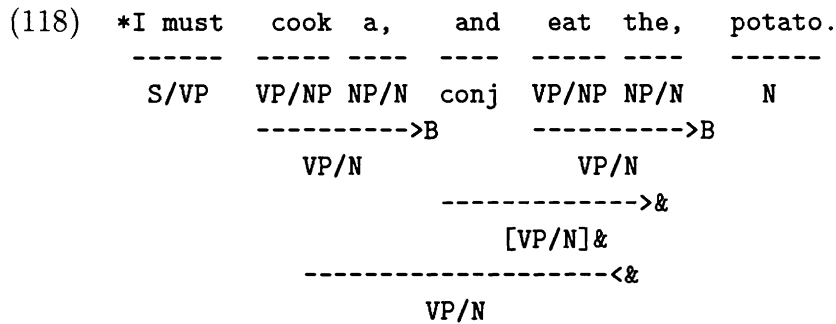 (118) *I must cook a, and eat the, potato.
------ ----- ---- ---- ----- ---- ------
S/VP VP/NP NP/N conj VP/NP NP/N N
---------->B ---------->B
VP/N VP/N
------------->&
[VP/N]&
--------------------<&
VP/N